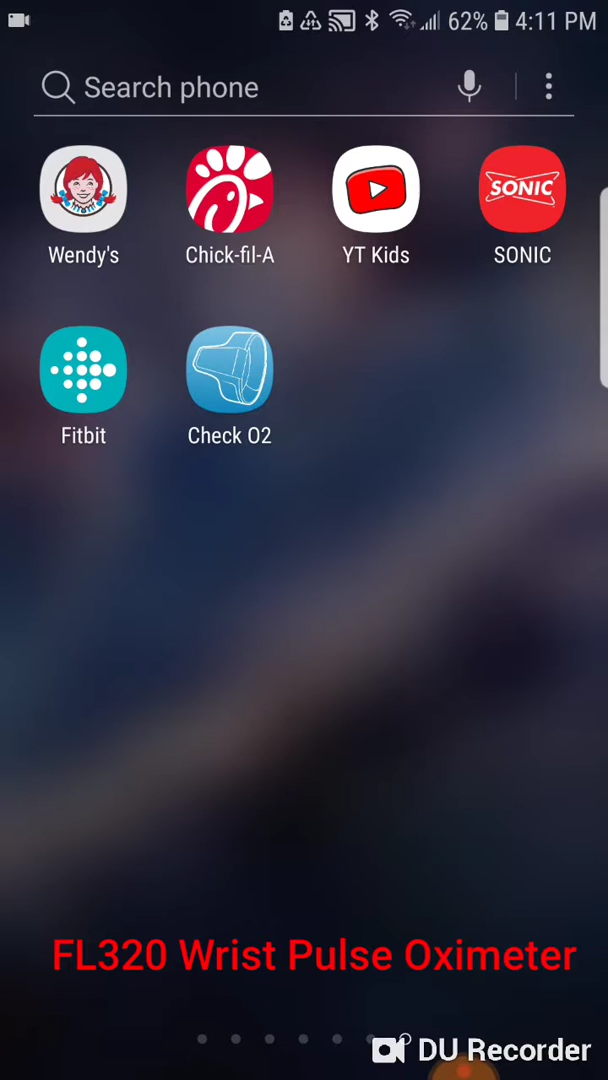 62% 4:11 PM
Search phone
Wendy's Chick-fil-A YT Kids SONIC
SONIC
Fitbit Check O2
FL320 Wrist Pulse Oximeter
DU Recorder